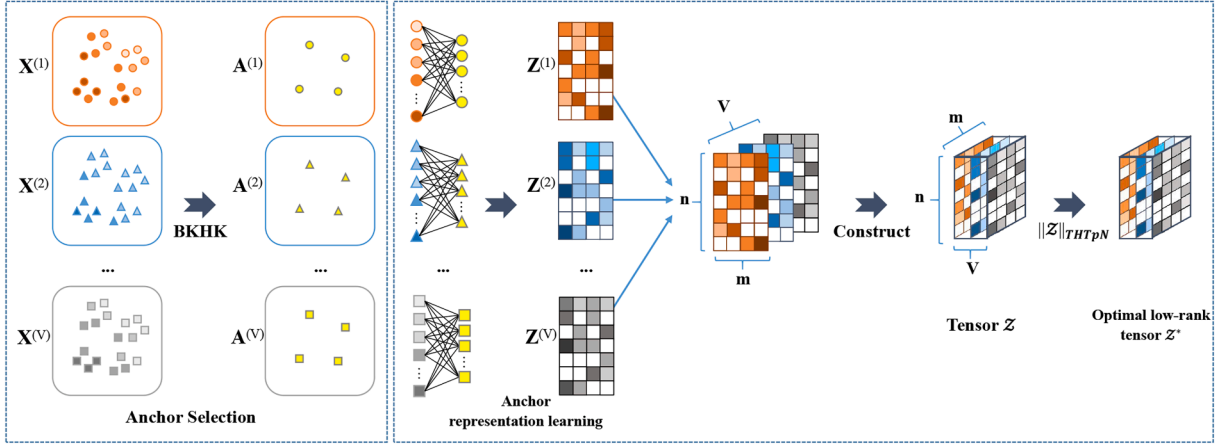 X(1)
A(1)
X(2)
BKHK
A(2)
...
...
X(V)
A(V)
Anchor Selection
Z(1)
Z(2)
...
...
Z(V)
Anchor
representation learning
V
n
m
Construct
m
n
V
Tensor 𝒵
||𝒵||THTpN
Optimal low-rank
tensor 𝒵*